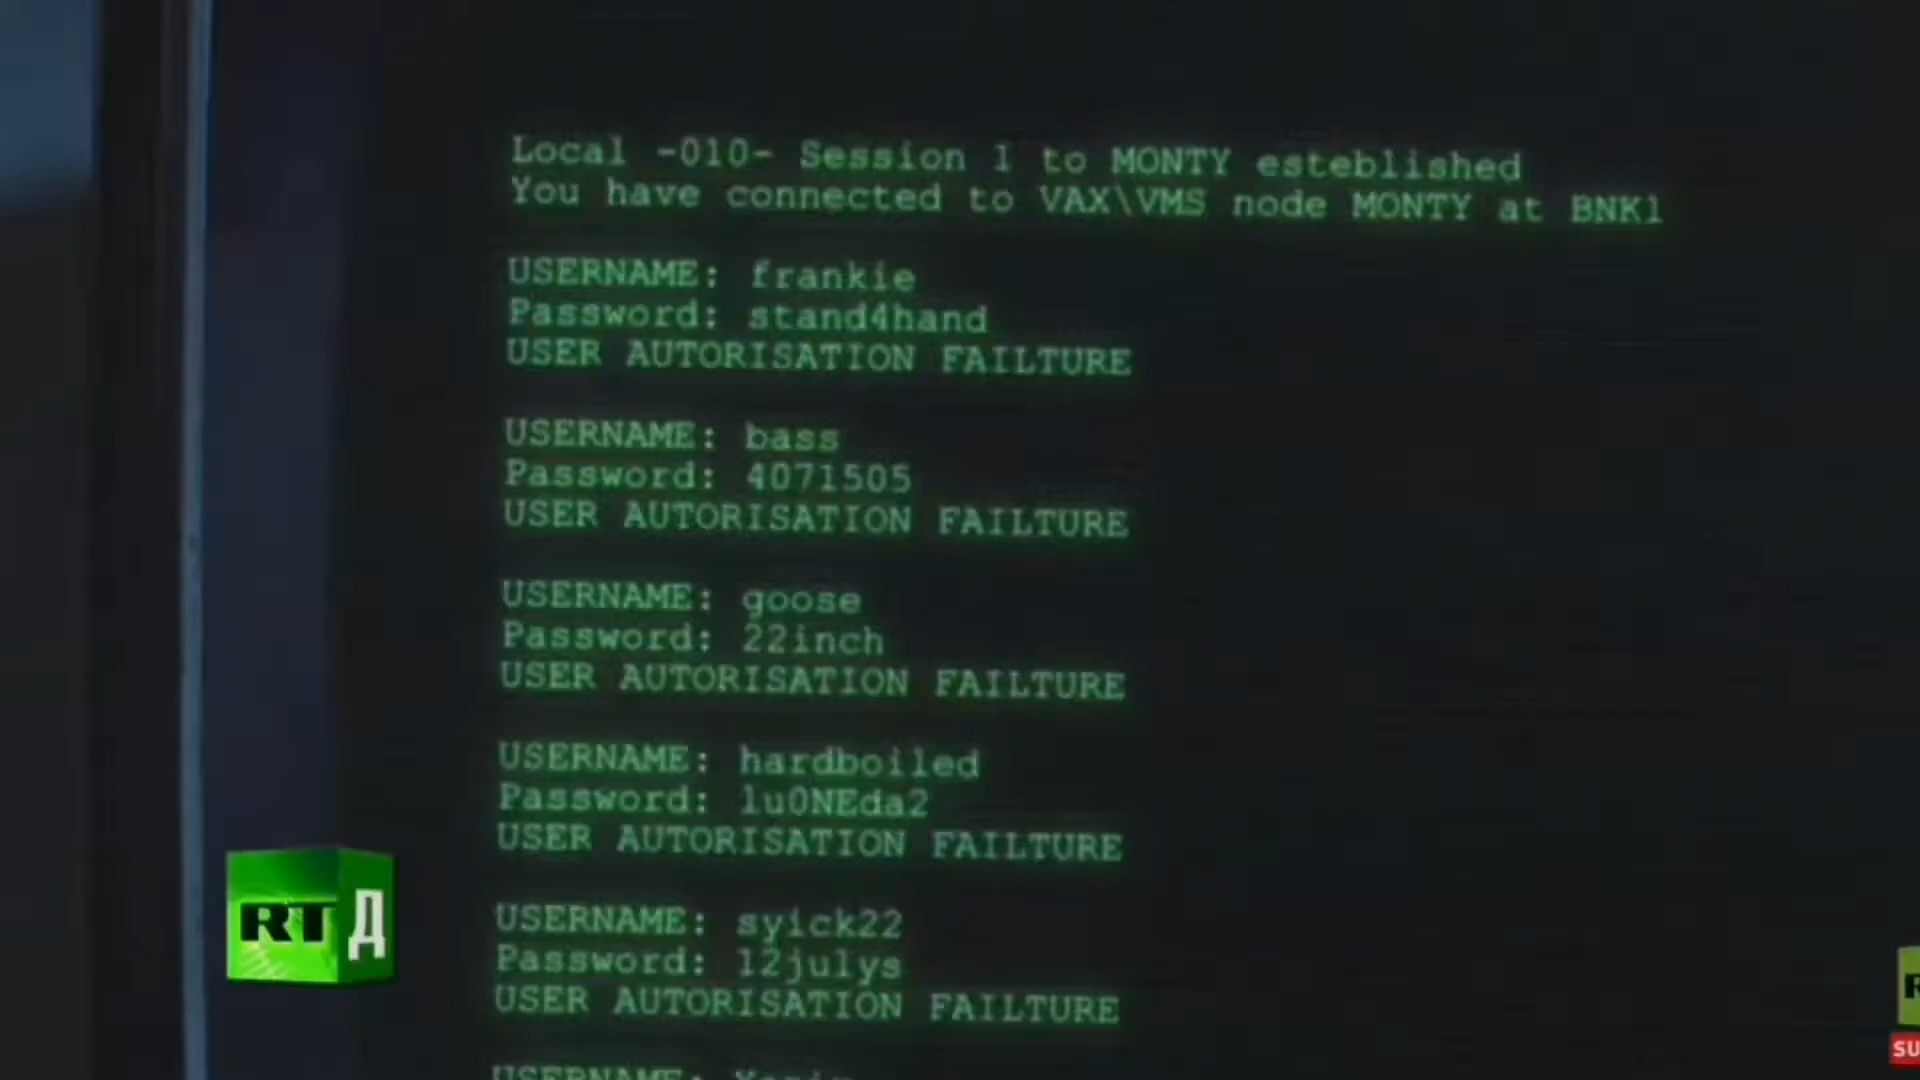 Local -010- Session 1 to MONTY esteblished
You have connected to VAX\VMS node MONTY at BNK1
USERNAME: frankie
Password: stand4hand
USER AUTORISATION FAILTURE
USERNAME: bass
Password: 4071505
USER AUTORISATION FAILTURE
USERNAME: goose
Password: 22inch
USER AUTORISATION FAILTURE
USERNAME: hardboiled
Password: lu0NEda2
USER AUTORISATION FAILTURE
USERNAME: syick22
Password: 12julys
USER AUTORISATION FAILTURE
USERNAME:
RT Д